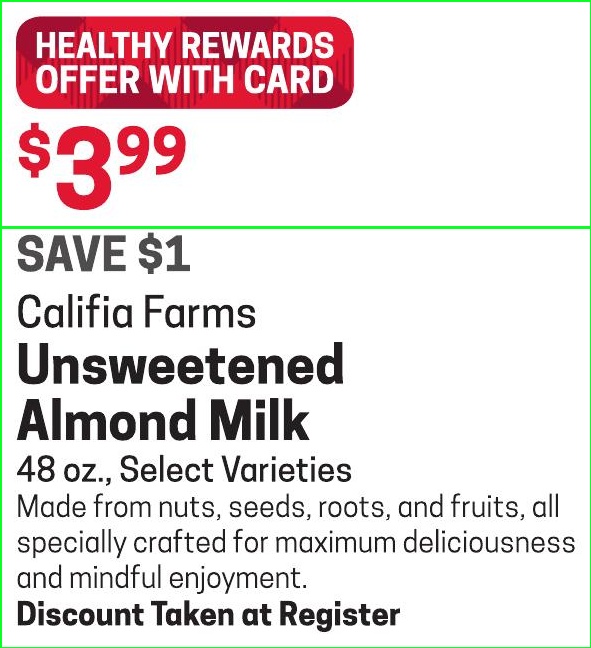 HEALTHY REWARDS
OFFER WITH CARD
$3.99
SAVE $1
Califia Farms
Unsweetened
Almond Milk
48 oz., Select Varieties
Made from nuts, seeds, roots, and fruits, all
specially crafted for maximum deliciousness
and mindful enjoyment.
Discount Taken at Register